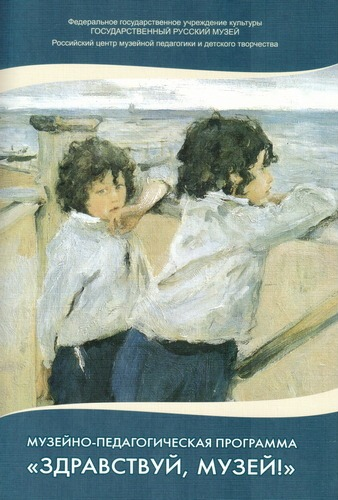 Федеральное государственное учреждение культуры
ГОСУДАРСТВЕННЫЙ РУССКИЙ МУЗЕЙ
Российский центр музейной педагогики и детского творчества
МУЗЕЙНО-ПЕДАГОГИЧЕСКАЯ ПРОГРАММА
«ЗДРАВСТВУЙ, МУЗЕЙ!»